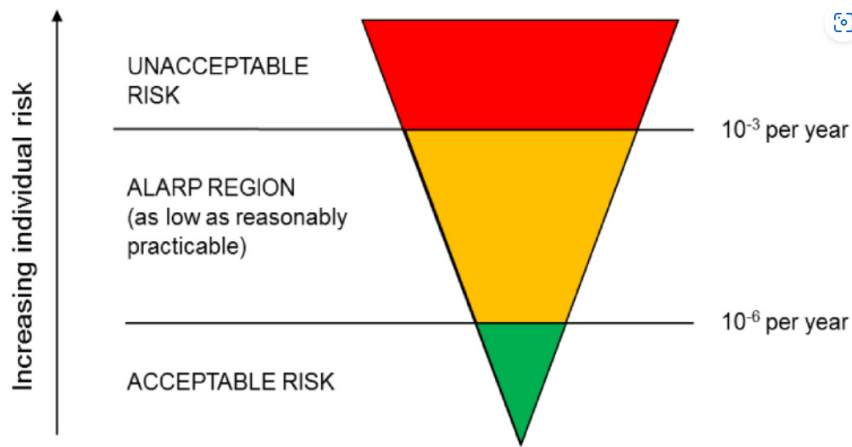 Increasing individual risk
UNACCEPTABLE
RISK
10⁻³ per year
ALARP REGION
(as low as reasonably
practicable)
10⁻⁶ per year
ACCEPTABLE RISK